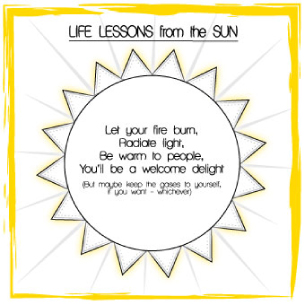 LIFE LESSONS from the SUN
Let your fire burn,
Radiate light,
Be warm to people,
You'll be a welcome delight
(But maybe keep the gases to yourself,
if you want - whichever)